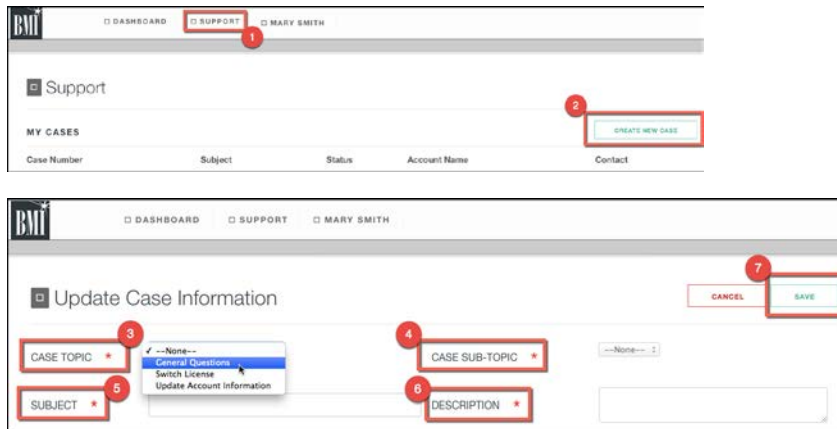 BMI DASHBOARD SUPPORT MARY SMITH
1
Support
2
MY CASES CREATE NEW CASE
Case Number Subject Status Account Name Contact
BMI DASHBOARD SUPPORT MARY SMITH
7
Update Case Information CANCEL SAVE
3 4
CASE TOPIC * --None-- CASE SUB-TOPIC * --None--
General Questions
Switch License
Update Account Information
5 6
SUBJECT * DESCRIPTION *